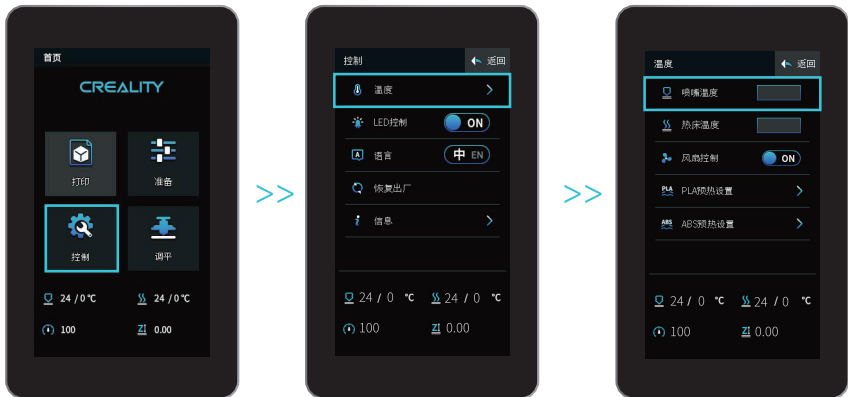 首页
CREALITY
打印
准备
控制
调平
24 / 0 ℃
24 / 0 ℃
100
Z 0.00
>>
控制
返回
温度
LED控制
ON
A 语言
中 EN
恢复出厂
i 信息
24 / 0 ℃
24 / 0 ℃
100
Z 0.00
>>
温度
返回
喷嘴温度
热床温度
风扇控制
ON
PLA PLA预热设置
ABS ABS预热设置
24 / 0 ℃
24 / 0 ℃
100
Z 0.00